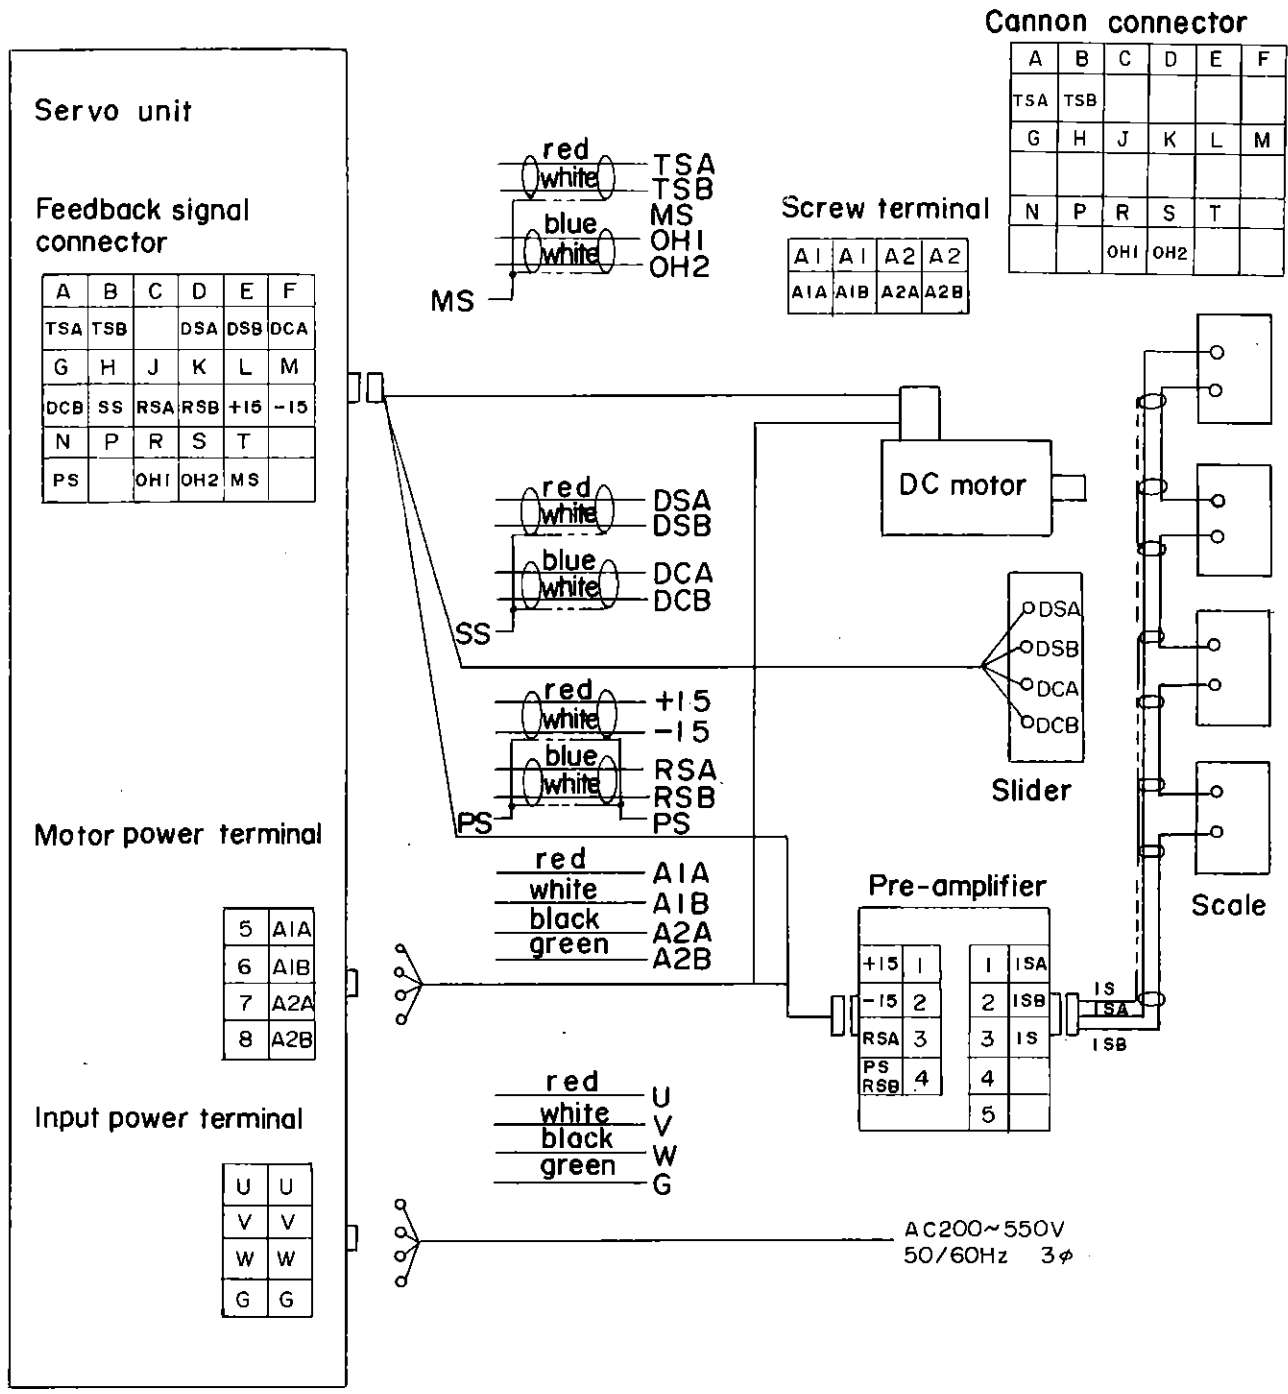 Cannon connector
A B C D E F
TSA TSB
G H J K L M
N P R S T
OH1 OH2
Servo unit
Feedback signal
connector
A B C D E F
TSA TSB DSA DSB DCA
G H J K L M
DCB SS RSA RSB +15 -15
N P R S T
PS OH1 OH2 MS
red TSA
white TSB
MS
blue OH1
white OH2
MS
Screw terminal
A1 A1 A2 A2
A1A A1B A2A A2B
DC motor
red DSA
white DSB
blue DCA
white DCB
SS
DSA
DSB
DCA
DCB
Slider
red +15
white -15
blue RSA
white RSB
PS PS
Scale
Motor power terminal
5 A1A
6 A1B
7 A2A
8 A2B
red A1A
white A1B
black A2A
green A2B
Pre-amplifier
+15 1 1 ISA
-15 2 2 ISB
RSA 3 3 IS
PS
RSB 4 4
5
IS
ISA
ISB
Input power terminal
U U
V V
W W
G G
red U
white V
black W
green G
AC200~550V
50/60Hz 3φ